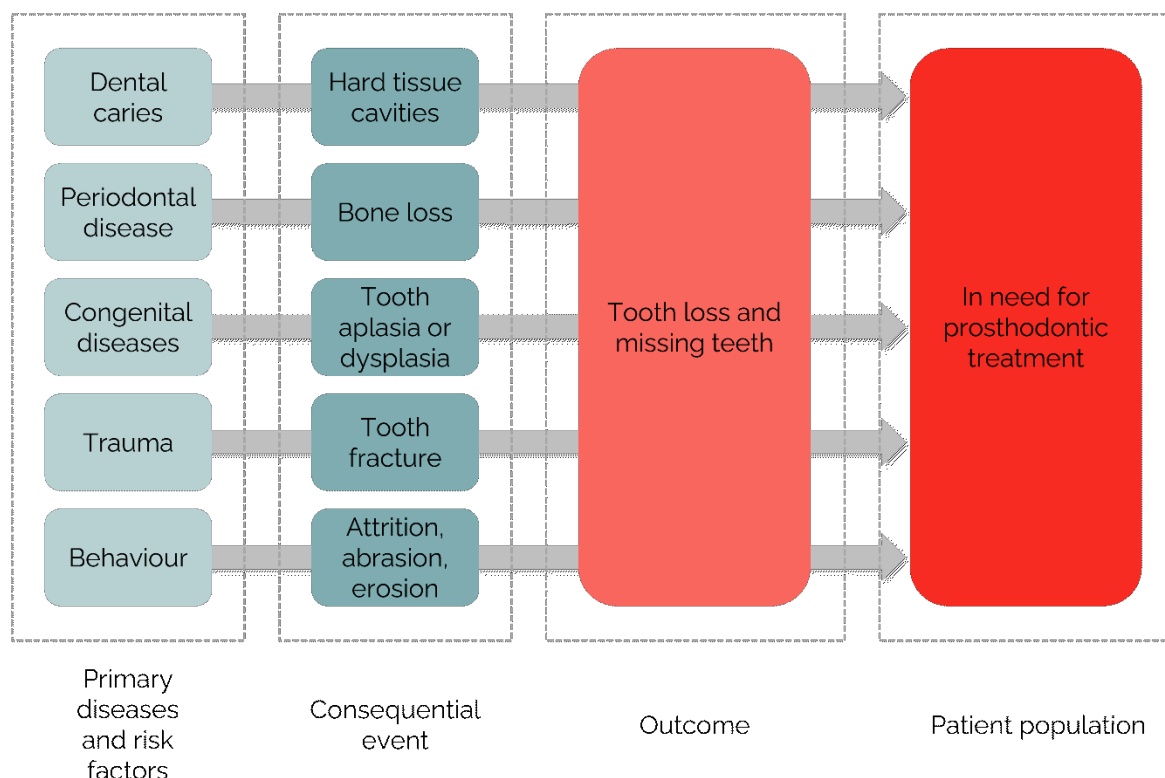 Dental
caries
Hard tissue
cavities
Periodontal
disease
Bone loss
Congenital
diseases
Tooth
aplasia or
dysplasia
Tooth loss and
missing teeth
In need for
prosthodontic
treatment
Trauma
Tooth
fracture
Behaviour
Attrition,
abrasion,
erosion
Primary
diseases
and risk
factors
Consequential
event
Outcome
Patient population